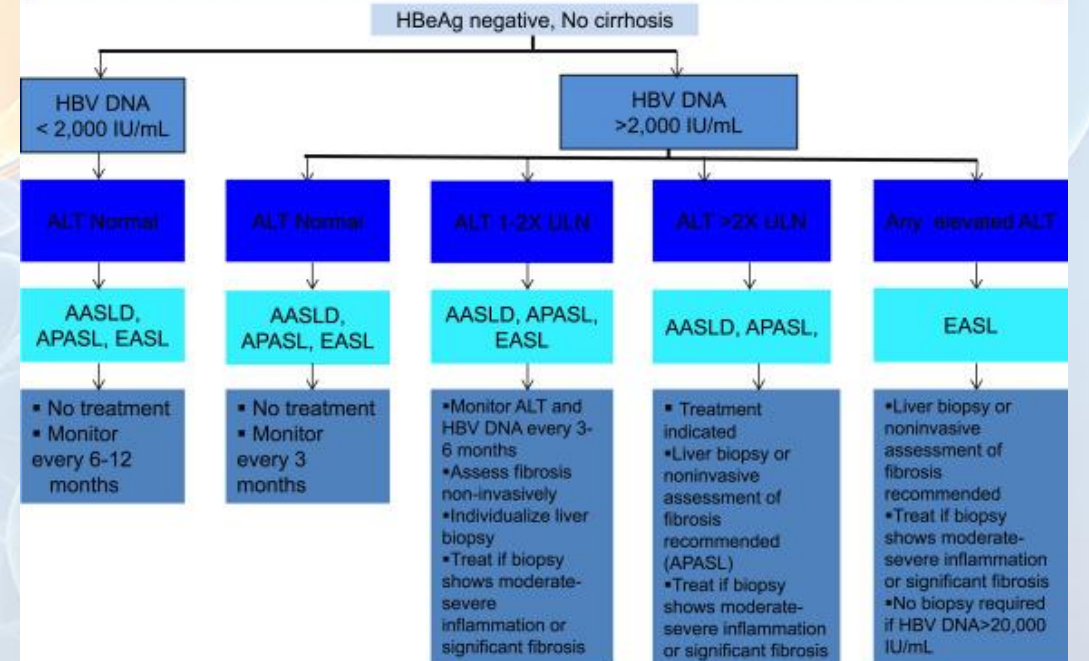 HBeAg negative, No cirrhosis
HBV DNA
< 2,000 IU/mL
HBV DNA
>2,000 IU/mL
ALT Normal
ALT Normal
ALT 1-2X ULN
ALT >2X ULN
Any elevated ALT
AASLD,
APASL, EASL
AASLD,
APASL, EASL
AASLD, APASL,
EASL
AASLD, APASL,
EASL
▪ No treatment
▪ Monitor
every 6-12
months
▪ No treatment
▪ Monitor
every 3
months
▪Monitor ALT and
HBV DNA every 3-
6 months
▪Assess fibrosis
non-invasively
▪Individualize liver
biopsy
▪Treat if biopsy
shows moderate-
severe
inflammation or
significant fibrosis
▪ Treatment
indicated
▪Liver biopsy or
noninvasive
assessment of
fibrosis
recommended
(APASL)
▪Treat if biopsy
shows moderate-
severe inflammation
or significant fibrosis
▪Liver biopsy or
noninvasive
assessment of
fibrosis
recommended
▪Treat if biopsy
shows moderate-
severe inflammation
or significant fibrosis
▪No biopsy required
if HBV DNA>20,000
IU/mL